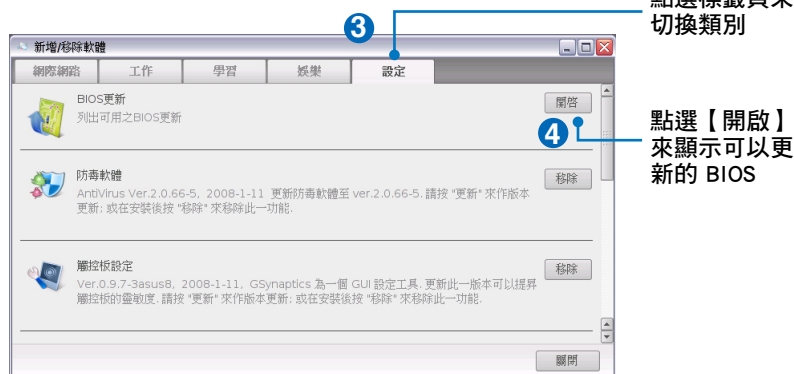 點選標籤頁來
切換類別
3
新增/移除軟體
網際網路 工作 學習 娛樂 設定
BIOS更新
列出可用之BIOS更新
開啓
4
點選【開啟】
來顯示可以更
新的 BIOS
防毒軟體
AntiVirus Ver.2.0.66-5, 2008-1-11 更新防毒軟體至 ver.2.0.66-5. 請按 "更新" 來作版本
更新; 或在安裝後按 "移除" 來移除此一功能.
移除
觸控板設定
Ver.0.9.7-3asus8, 2008-1-11, GSynaptics 為一個 GUI 設定工具. 更新此一版本可以提昇
觸控板的靈敏度. 請按 "更新" 來作版本更新; 或在安裝後按 "移除" 來移除此一功能.
移除
關閉